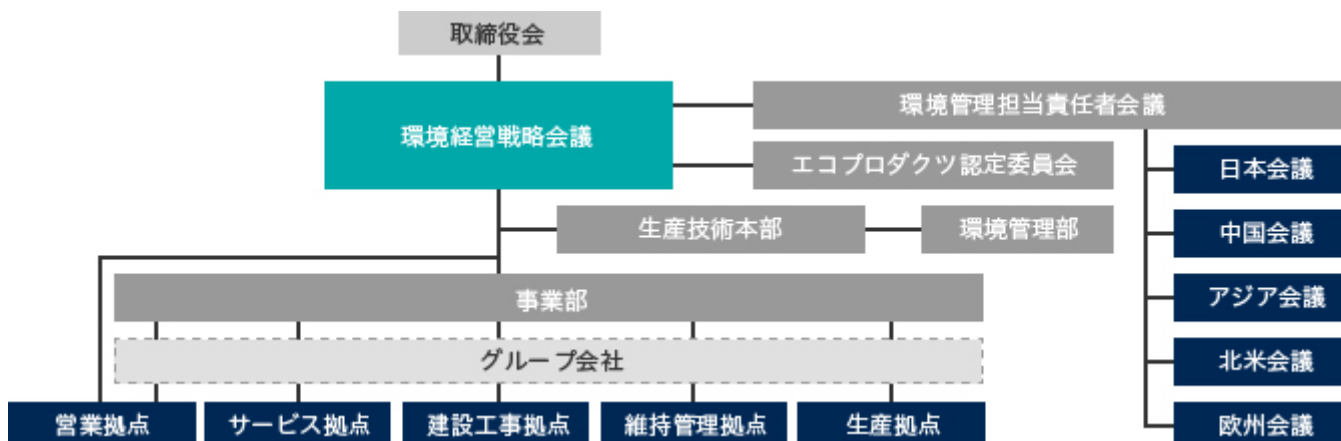 取締役会
環境経営戦略会議
環境管理担当責任者会議
エコプロダクツ認定委員会
日本会議
生産技術本部
環境管理部
中国会議
事業部
アジア会議
グループ会社
北米会議
営業拠点
サービス拠点
建設工事拠点
維持管理拠点
生産拠点
欧州会議